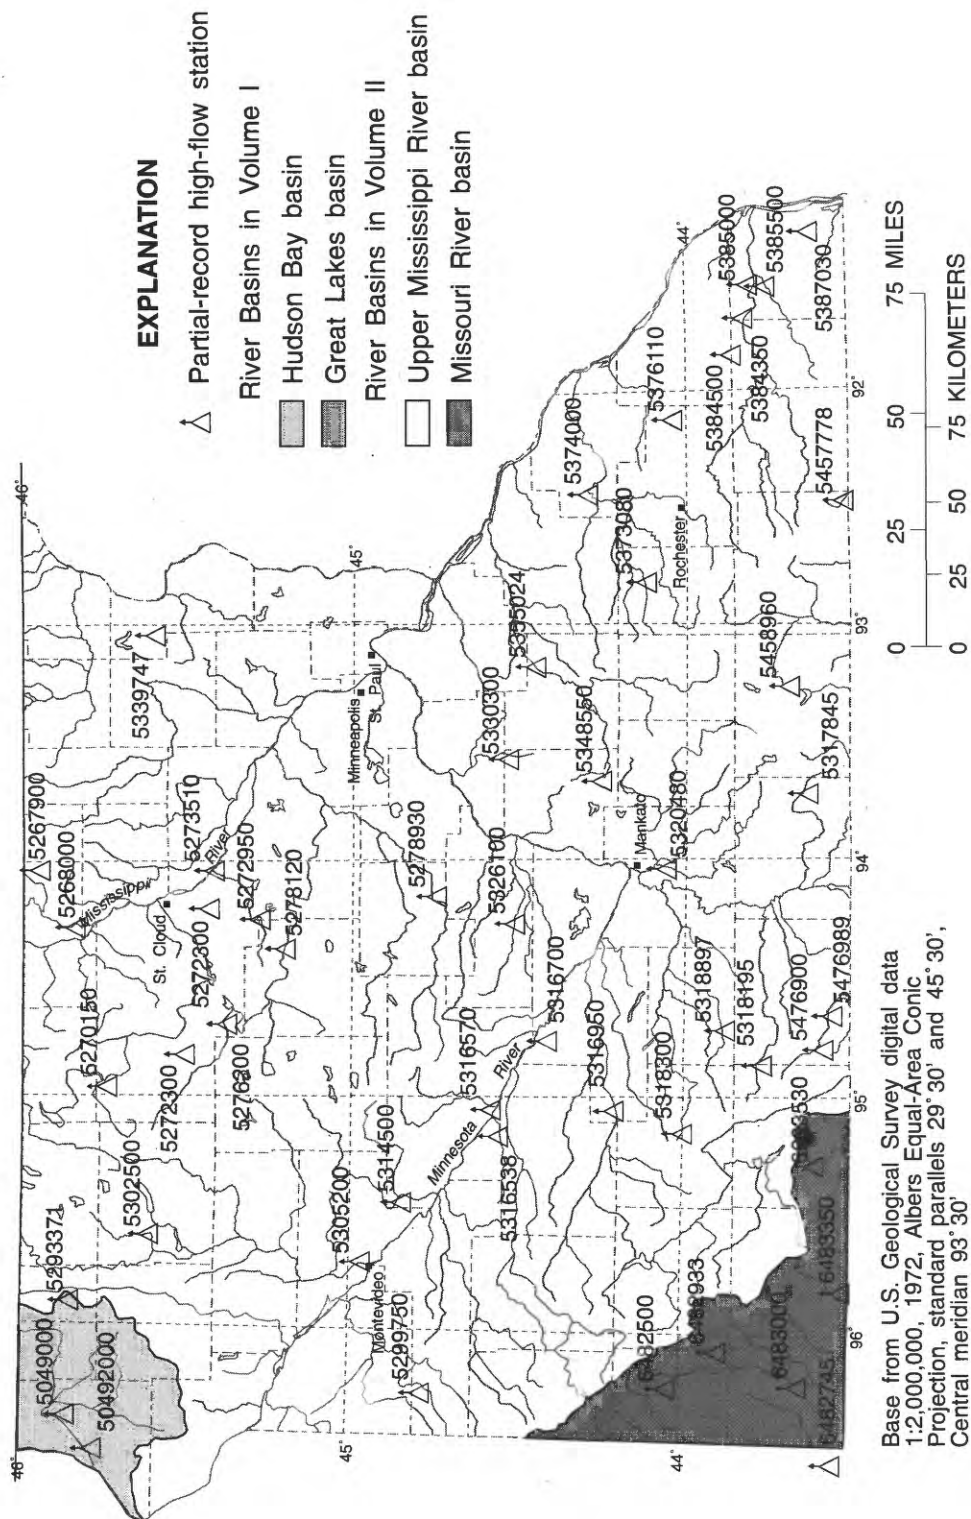 EXPLANATION
Partial-record high-flow station
River Basins in Volume I
Hudson Bay basin
Great Lakes basin
River Basins in Volume II
Upper Mississippi River basin
Missouri River basin
46°
5049000
5293371
5049200
5302500
5270150
5268000
5267900
Mississippi
River
St. Cloud
5272300
5272300
5276200
5272950
5273510
5278120
5339747
46°
45°
Montevideo
5305200
5299750
5314500
Minnesota
River
5316538
5316570
5326100
5278930
Minneapolis
St. Paul
45°
5316700
5316950
5318300
5330300
5355024
5348550
Mankato
5320480
5373080
Rochester
5374000
5376110
44°
44°
6482500
6482933
6483000
6482745
6483350
5318897
5318195
5476900
5476989
5317845
5458960
5457778
5384500
5384350
5385000
5385500
5387030
96°
95°
94°
93°
92°
0
25
50
75 MILES
0
25
50
75 KILOMETERS
Base from U.S. Geological Survey digital data
1:2,000,000, 1972, Albers Equal-Area Conic
Projection, standard parallels 29°30' and 45°30',
Central meridian 93°30'